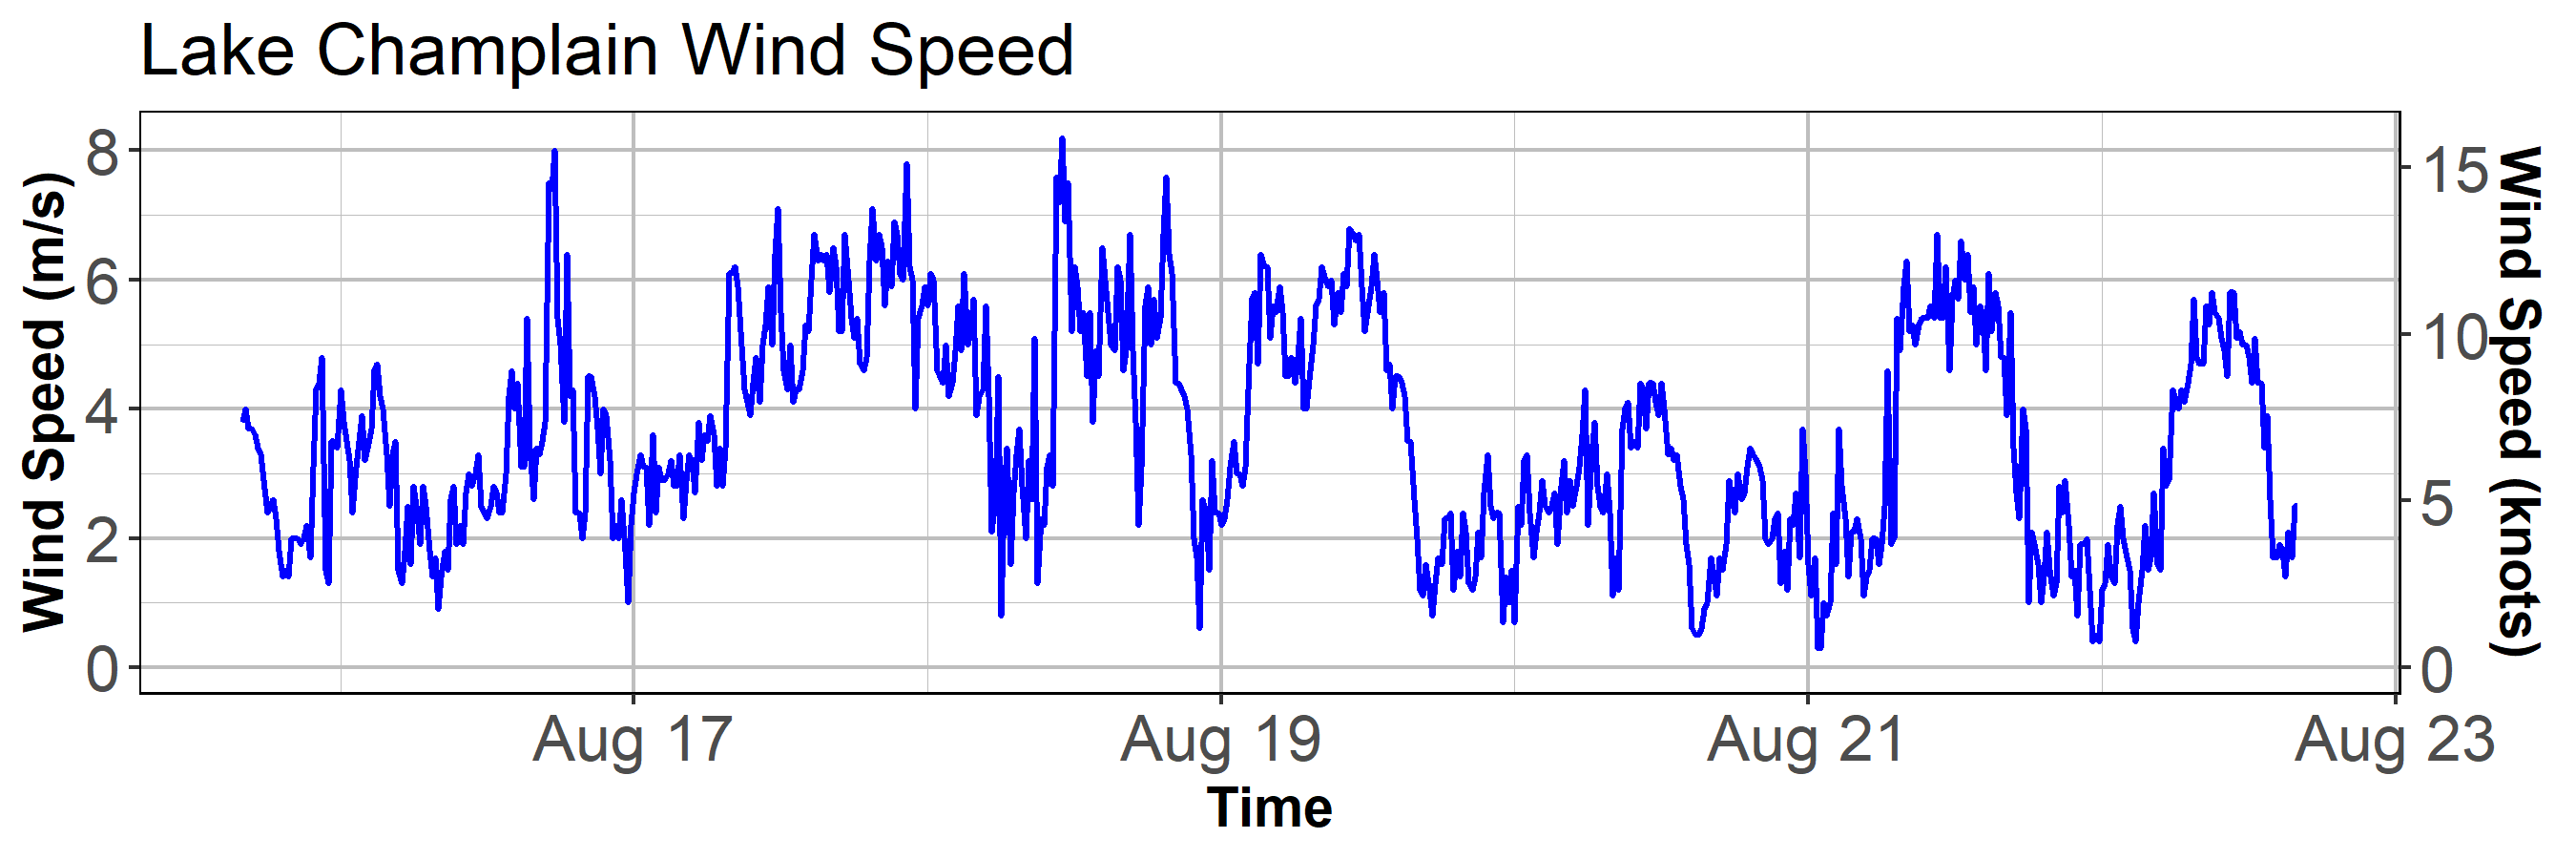 Lake Champlain Wind Speed
Wind Speed (m/s)
8
6
4
2
0
15
10
5
0
Wind Speed (knots)
Aug 17
Aug 19
Aug 21
Aug 23
Time